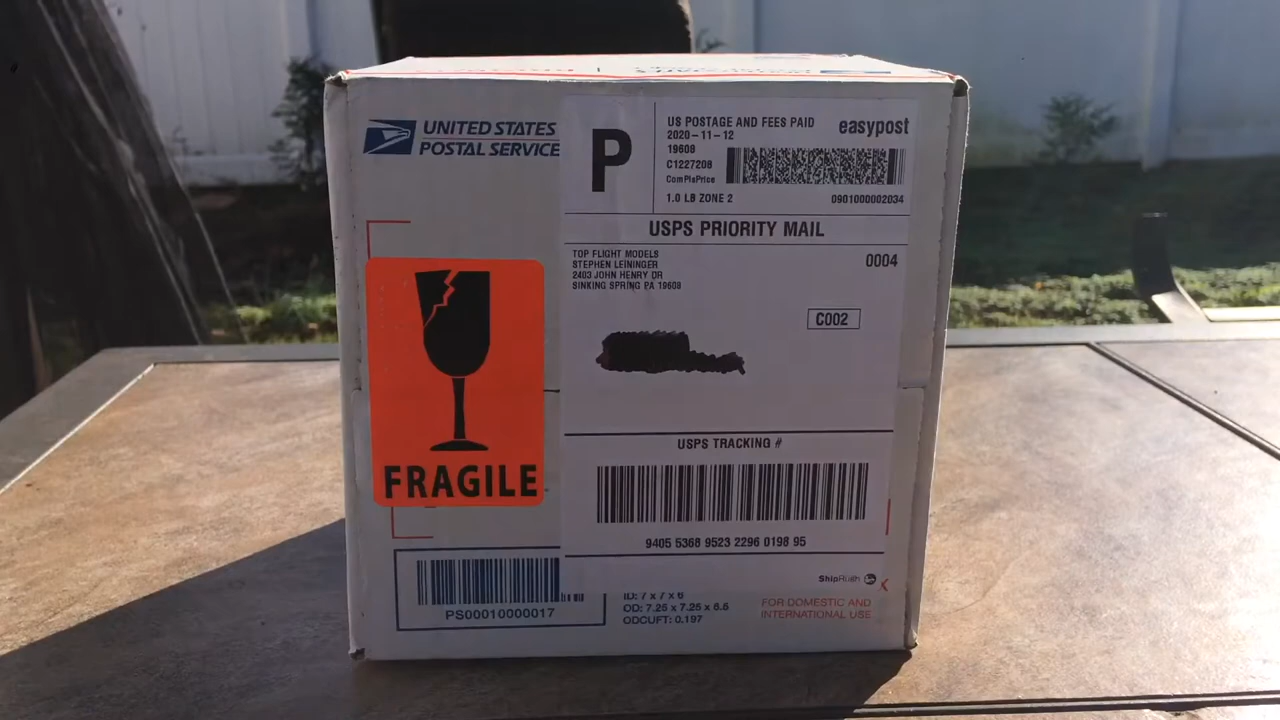 UNITED STATES
POSTAL SERVICE
P
US POSTAGE AND FEES PAID
2020-11-12
19608
C1227208
ComPlsPrice
1.0 LB ZONE 2
easypost
0901000002034
USPS PRIORITY MAIL
TOP FLIGHT MODELS
STEPHEN LEININGER
2403 JOHN HENRY DR
SINKING SPRING PA 19608
0004
C002
FRAGILE
USPS TRACKING #
9405 5368 9523 2296 0198 95
ShipRush
PS00010000017
ID: 7 x 7 x 6
OD: 7.25 x 7.25 x 6.5
ODCUFT: 0.197
FOR DOMESTIC AND
INTERNATIONAL USE